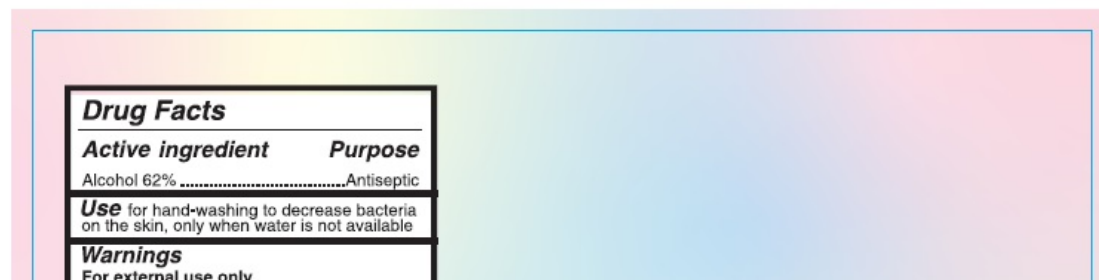 Drug Facts
Active ingredient Purpose
Alcohol 62% ........................................Antiseptic
Use for hand-washing to decrease bacteria
on the skin, only when water is not available
Warnings
For external use only